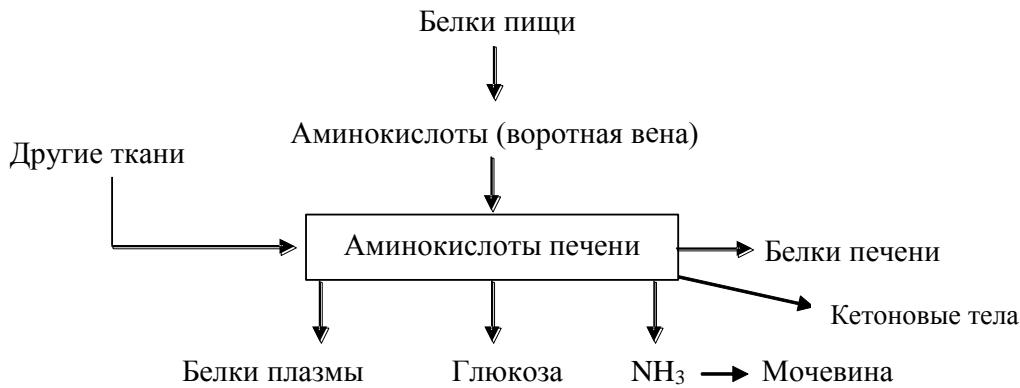 Белки пищи
Аминокислоты (воротная вена)
Другие ткани
Аминокислоты печени
Белки печени
Кетоновые тела
Белки плазмы
Глюкоза
NH₃
Мочевина